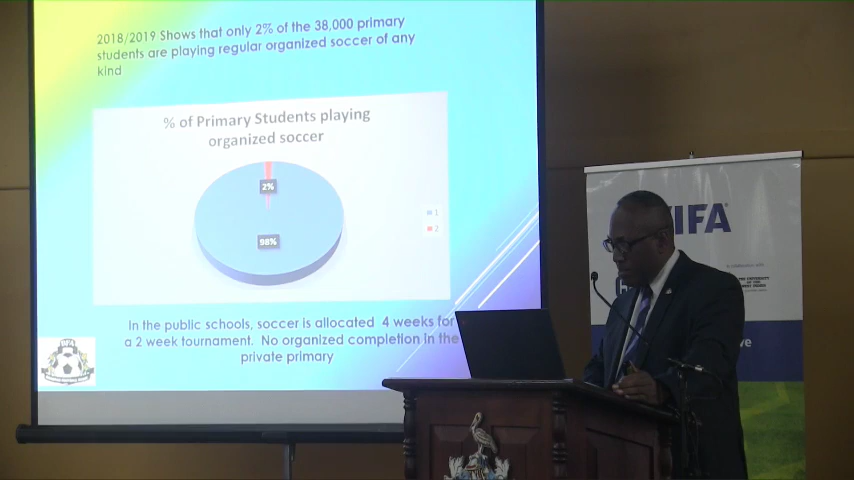 2018/2019 Shows that only 2% of the 38,000 primary
students are playing regular organized soccer of any
kind
% of Primary Students playing
organized soccer
2%
98%
1
2
In the public schools, soccer is allocated 4 weeks for
a 2 week tournament. No organized completion in the
private primary
FIFA